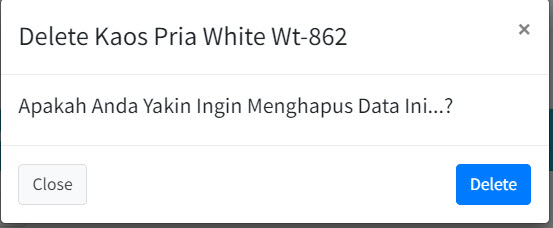 Delete Kaos Pria White Wt-862
×
Apakah Anda Yakin Ingin Menghapus Data Ini...?
Close
Delete